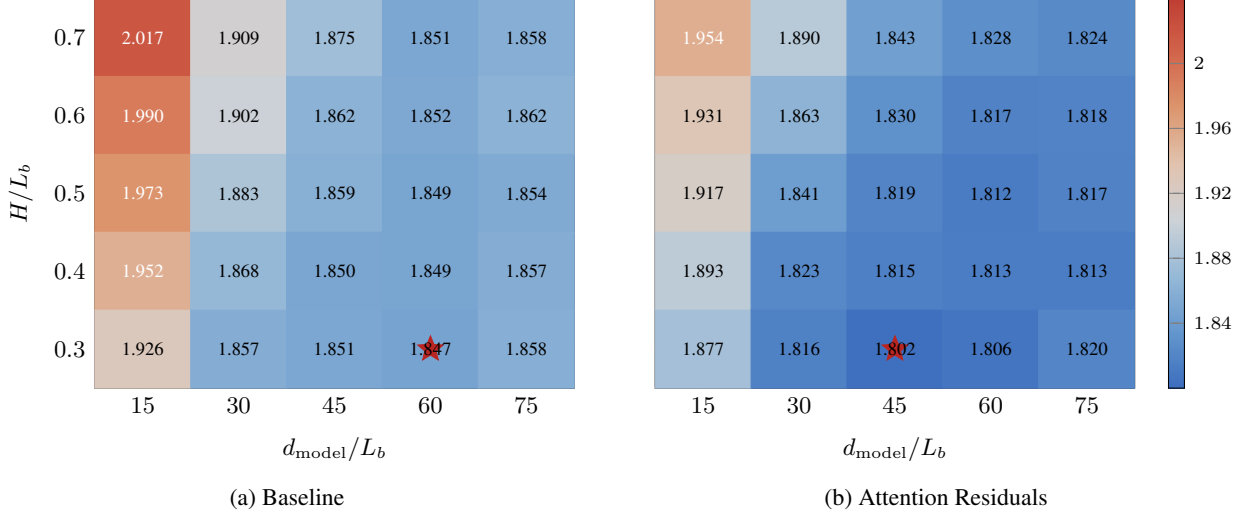 0.7 2.017 1.909 1.875 1.851 1.858 1.954 1.890 1.843 1.828 1.824
2
0.6 1.990 1.902 1.862 1.852 1.862 1.931 1.863 1.830 1.817 1.818
1.96
H/L_b 0.5 1.973 1.883 1.859 1.849 1.854 1.917 1.841 1.819 1.812 1.817
1.92
0.4 1.952 1.868 1.850 1.849 1.857 1.893 1.823 1.815 1.813 1.813
1.88
0.3 1.926 1.857 1.851 1.847 1.858 1.877 1.816 1.802 1.806 1.820
1.84
15 30 45 60 75 15 30 45 60 75
d_model/L_b d_model/L_b
(a) Baseline (b) Attention Residuals